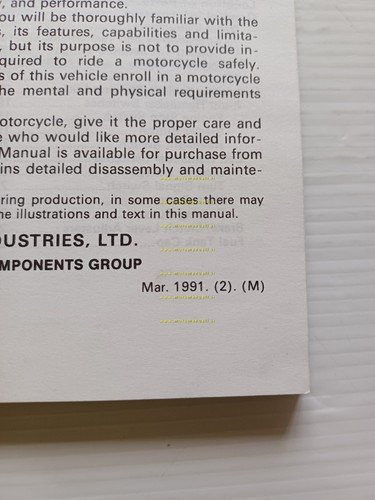 , and performance.
ou will be thoroughly familiar with the
s, its features, capabilities and limita-
, but its purpose is not to provide in-
quired to ride a motorcycle safely.
s of this vehicle enroll in a motorcycle
he mental and physical requirements
otorcycle, give it the proper care and
e who would like more detailed infor-
Manual is available for purchase from
ins detailed disassembly and mainte-
ring production, in some cases there may
ne illustrations and text in this manual.
DUSTRIES, LTD.
OMPONENTS GROUP
Mar. 1991. (2). (M)